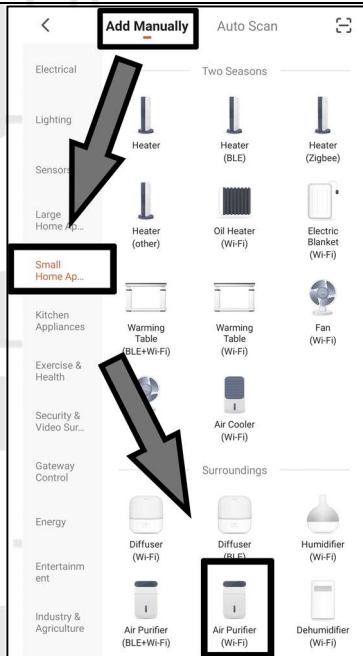 Add Manually
Auto Scan
Electrical
Lighting
Sensors
Large
Home Ap...
Small
Home Ap...
Kitchen
Appliances
Exercise &
Health
Security &
Video Sur...
Gateway
Control
Energy
Entertainm
ent
Industry &
Agriculture
Two Seasons
Heater
Heater
(BLE)
Heater
(Zigbee)
Heater
(other)
Oil Heater
(Wi-Fi)
Electric
Blanket
(Wi-Fi)
Warming
Table
(BLE+Wi-Fi)
Warming
Table
(Wi-Fi)
Fan
(Wi-Fi)
Air Cooler
(Wi-Fi)
Surroundings
Diffuser
(Wi-Fi)
Diffuser
(BLE)
Humidifier
(Wi-Fi)
Air Purifier
(BLE+Wi-Fi)
Air Purifier
(Wi-Fi)
Dehumidifier
(Wi-Fi)